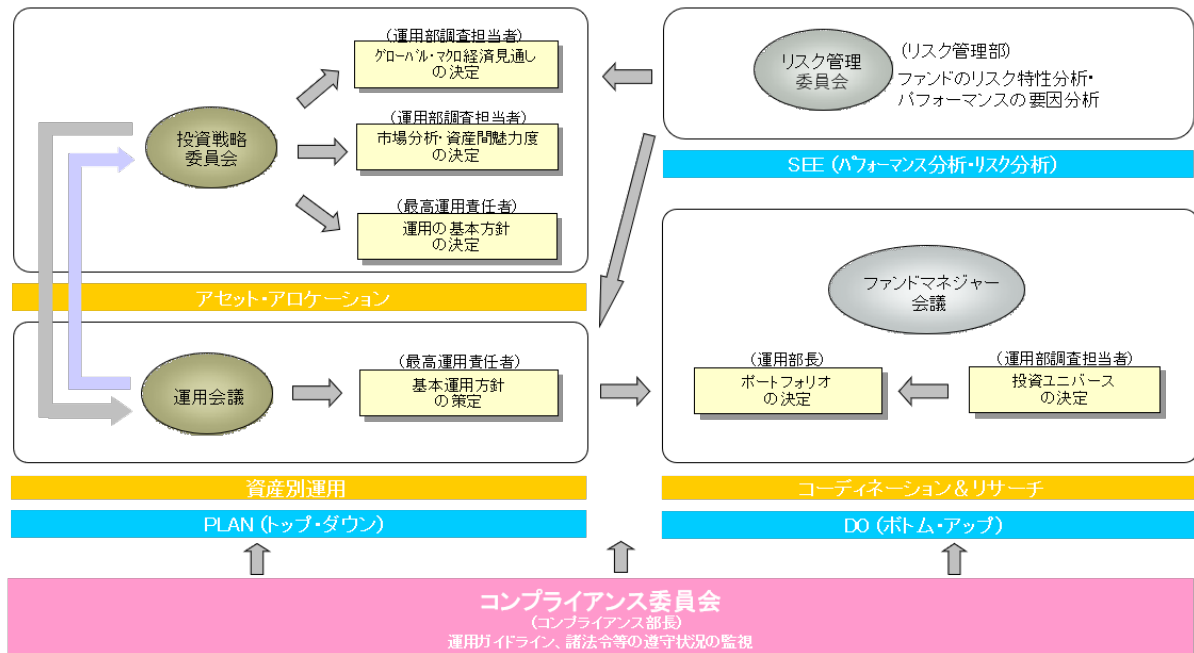 (運用部調査担当者)
グローバル・マクロ経済見通し
の決定
投資戦略
委員会
(運用部調査担当者)
市場分析・資産間魅力度
の決定
(最高運用責任者)
運用の基本方針
の決定
アセット・アロケーション
運用会議
(最高運用責任者)
基本運用方針
の策定
資産別運用
PLAN (トップ・ダウン)
リスク管理
委員会
(リスク管理部)
ファンドのリスク特性分析・
パフォーマンスの要因分析
SEE (パフォーマンス分析・リスク分析)
ファンドマネジャー
会議
(運用部長)
ポートフォリオ
の決定
(運用部調査担当者)
投資ユニバース
の決定
コーディネーション&リサーチ
DO (ボトム・アップ)
コンプライアンス委員会
(コンプライアンス部長)
運用ガイドライン、諸法令等の遵守状況の監視